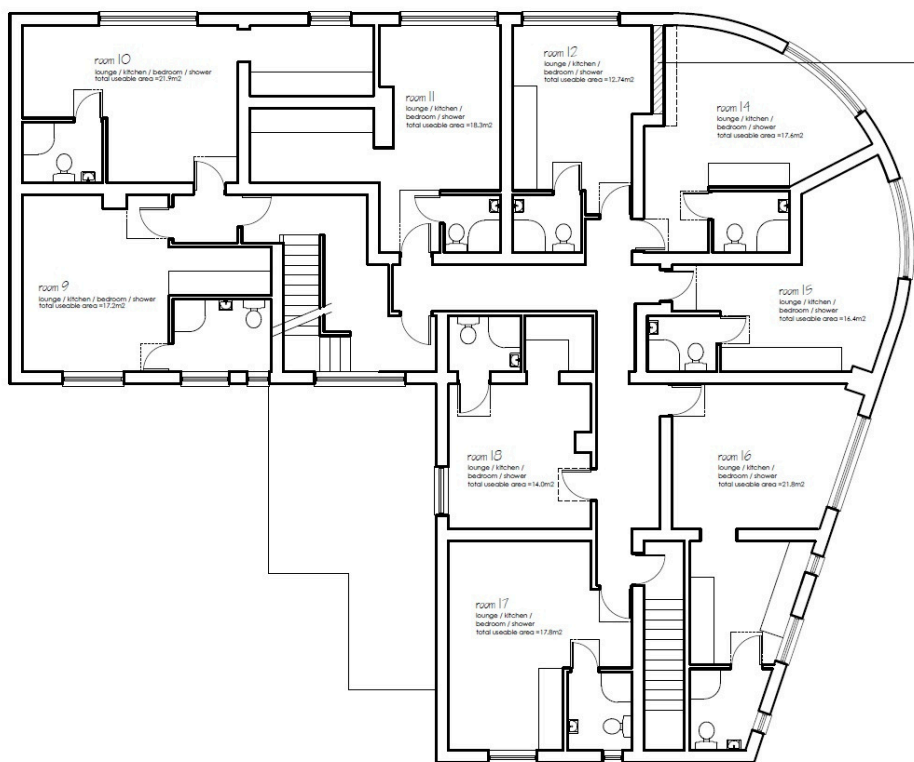 room 10
lounge / kitchen / bedroom / shower
total useable area =21.9m2
room 11
lounge / kitchen /
bedroom / shower
total useable area =18.3m2
room 12
lounge / kitchen /
bedroom / shower
total useable area =12.74m2
room 14
lounge / kitchen /
bedroom / shower
total useable area =17.6m2
room 9
lounge / kitchen / bedroom / shower
total useable area =17.2m2
room 15
lounge / kitchen /
bedroom / shower
total useable area =16.4m2
room 18
lounge / kitchen /
bedroom / shower
total useable area =14.0m2
room 16
lounge / kitchen /
bedroom / shower
total useable area =21.8m2
room 17
lounge / kitchen /
bedroom / shower
total useable area =17.8m2